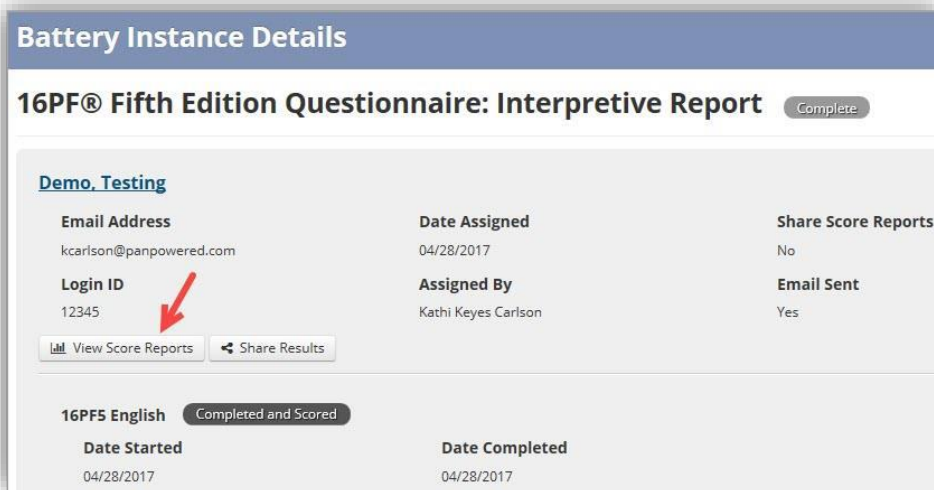 Battery Instance Details
16PF® Fifth Edition Questionnaire: Interpretive Report Complete
Demo, Testing
Email Address Date Assigned Share Score Reports
kcarlson@panpowered.com 04/28/2017 No
Login ID Assigned By Email Sent
12345 Kathi Keyes Carlson Yes
View Score Reports Share Results
16PF5 English Completed and Scored
Date Started Date Completed
04/28/2017 04/28/2017